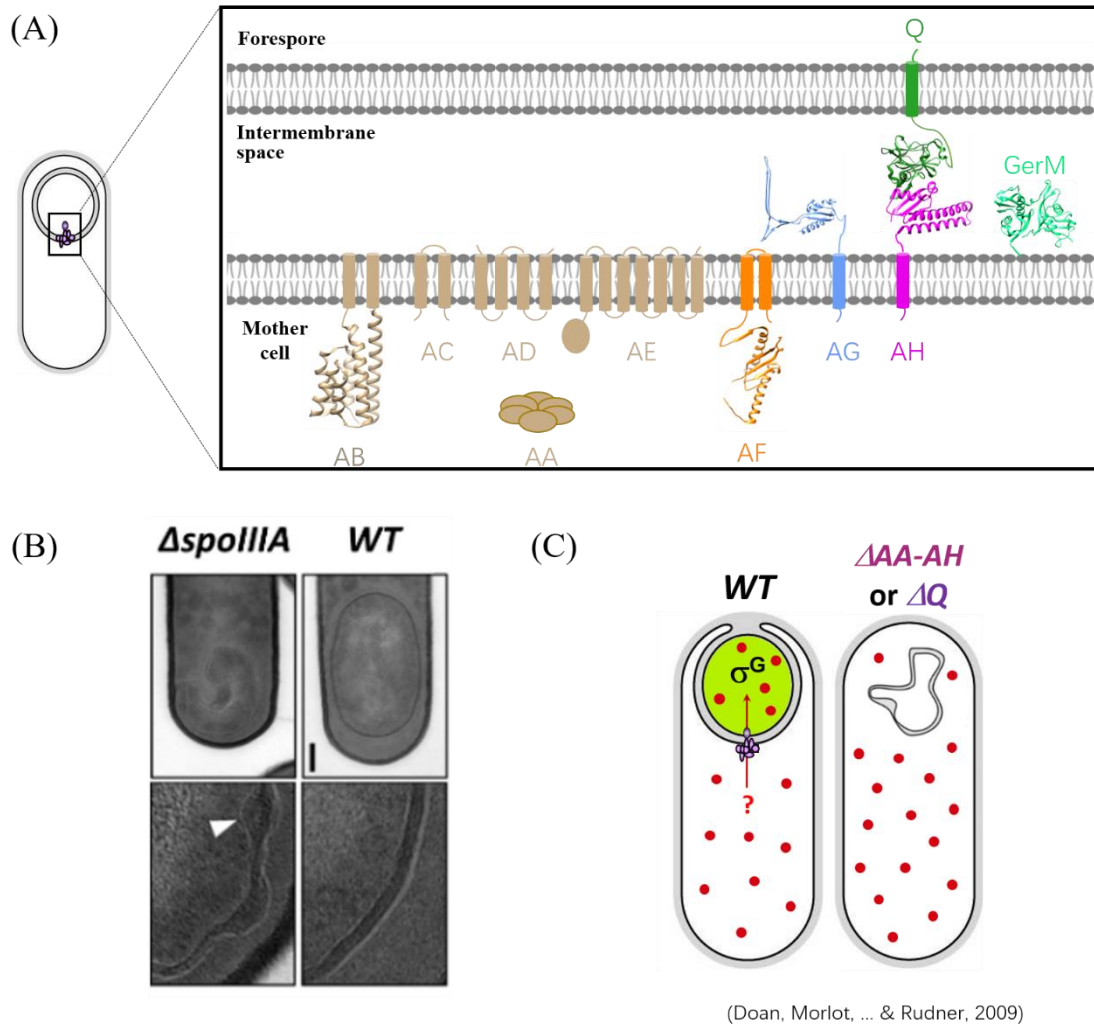 (A)
Forespore
Q
Intermembrane
space
GerM
Mother
cell
AC
AD
AE
AG
AH
AB
AA
AF
(B)
ΔspoIIIA
WT
(C)
WT
ΔAA-AH
or ΔQ
σG
?
(Doan, Morlot, ... & Rudner, 2009)